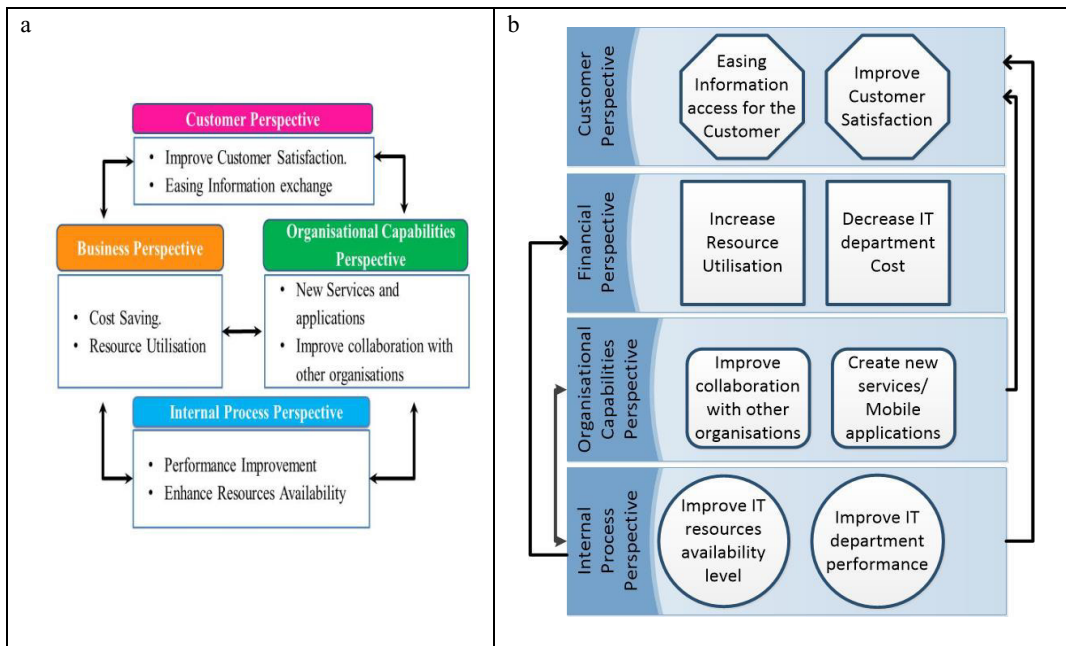 a
Customer Perspective
• Improve Customer Satisfaction.
• Easing Information exchange
Business Perspective
• Cost Saving.
• Resource Utilisation
Organisational Capabilities
Perspective
• New Services and
applications
• Improve collaboration with
other organisations
Internal Process Perspective
• Performance Improvement
• Enhance Resources Availability
b
Customer
Perspective
Easing
Information
access for the
Customer
Improve
Customer
Satisfaction
Financial
Perspective
Increase
Resource
Utilisation
Decrease IT
department
Cost
Organisational
Capabilities
Perspective
Improve
collaboration
with other
organisations
Create new
services/
Mobile
applications
Internal
Process
Perspective
Improve IT
resources
availability
level
Improve IT
department
performance